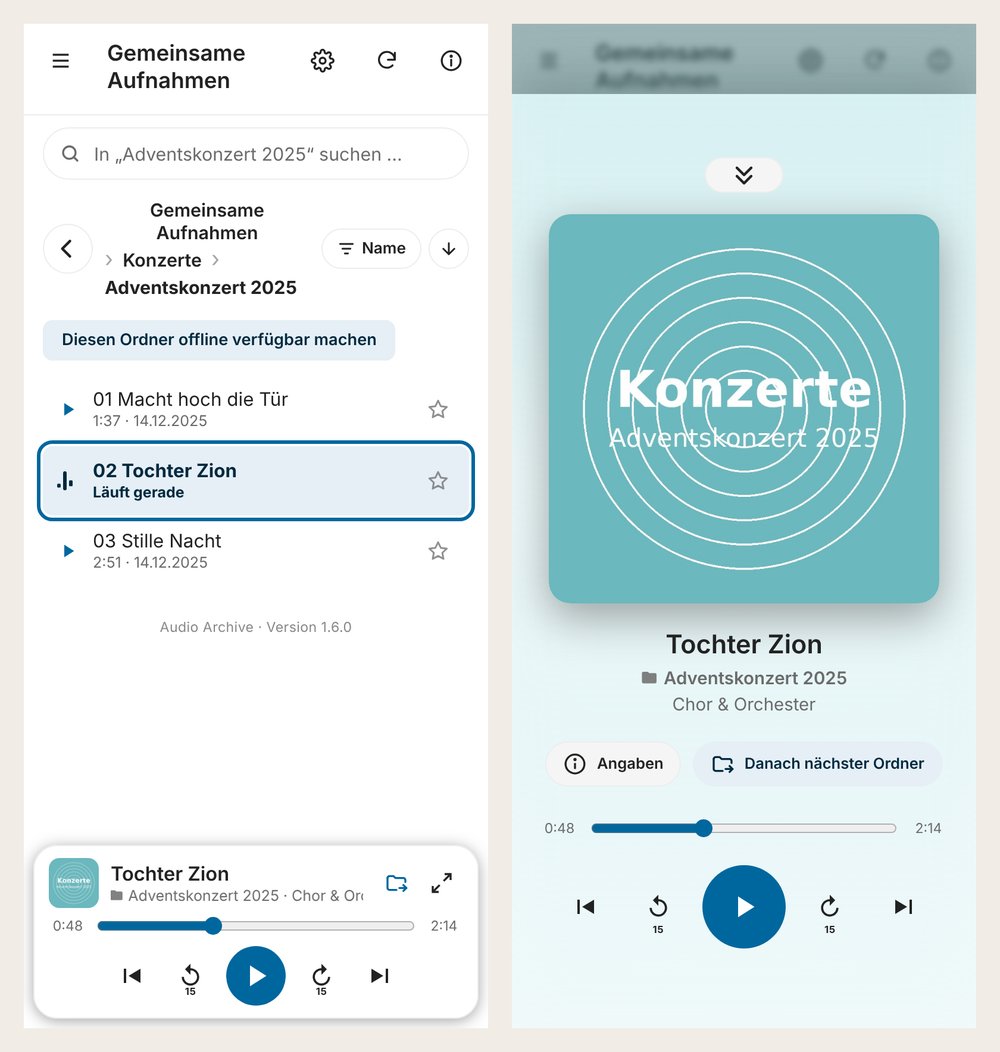 Gemeinsame
Aufnahmen
In „Adventskonzert 2025“ suchen ...
Gemeinsame
Aufnahmen
› Konzerte ›
Adventskonzert 2025
Name
Diesen Ordner offline verfügbar machen
01 Macht hoch die Tür
1:37 · 14.12.2025
02 Tochter Zion
Läuft gerade
03 Stille Nacht
2:51 · 14.12.2025
Audio Archive · Version 1.6.0
Konzerte
Tochter Zion
Adventskonzert 2025 · Chor & Orc
0:48
2:14
15
15
Gemeinsame
Aufnahmen
Konzerte
Adventskonzert 2025
Tochter Zion
Adventskonzert 2025
Chor & Orchester
Angaben
Danach nächster Ordner
0:48
2:14
15
15